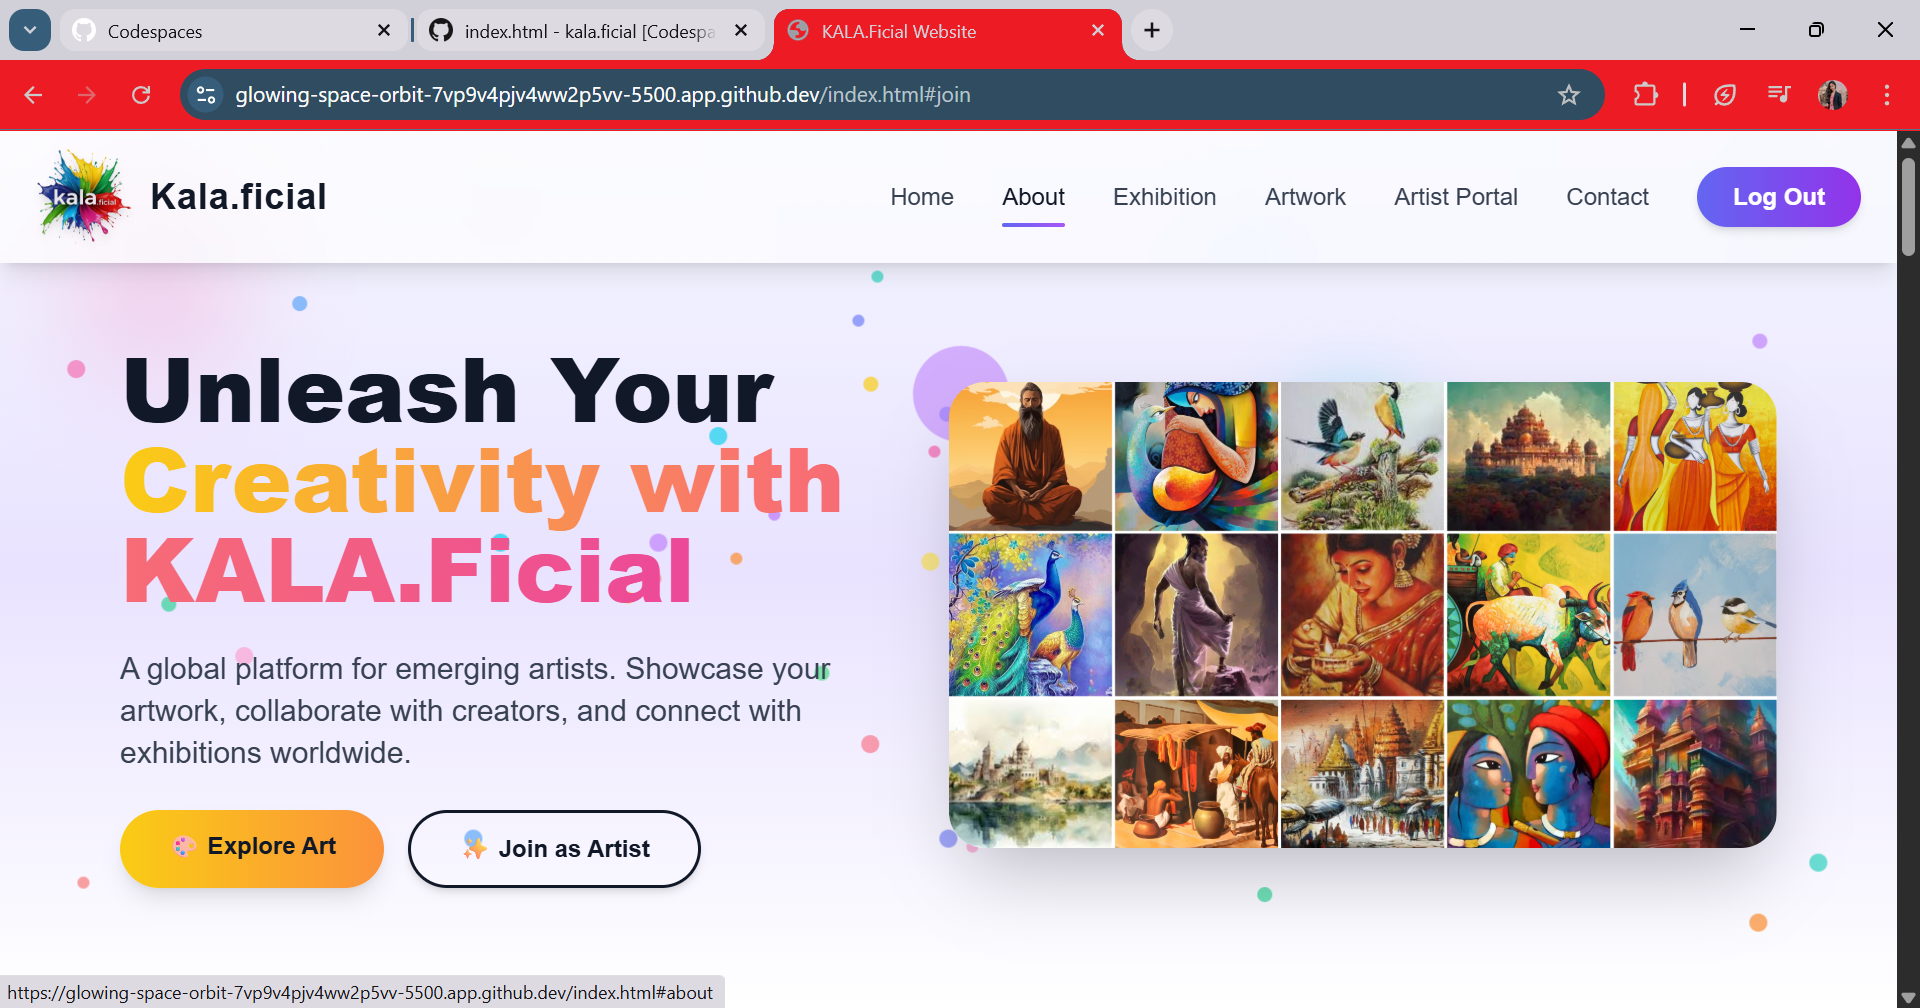 Codespaces
index.html - kala.ficial [Codespa
KALA.Ficial Website
glowing-space-orbit-7vp9v4pjv4ww2p5vv-5500.app.github.dev/index.html#join
kala.ficial
Kala.ficial
Home
About
Exhibition
Artwork
Artist Portal
Contact
Log Out
Unleash Your
Creativity with
KALA.Ficial
A global platform for emerging artists. Showcase your
artwork, collaborate with creators, and connect with
exhibitions worldwide.
Explore Art
Join as Artist
https://glowing-space-orbit-7vp9v4pjv4ww2p5vv-5500.app.github.dev/index.html#about